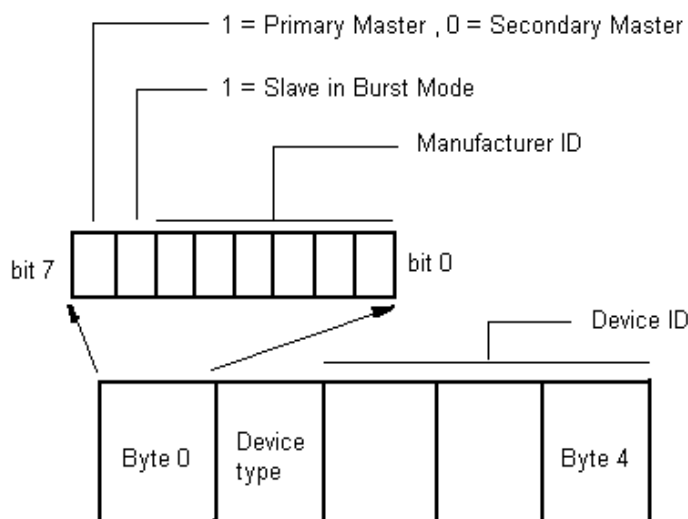 1 = Primary Master , 0 = Secondary Master
1 = Slave in Burst Mode
Manufacturer ID
bit 7
bit 0
Device ID
Byte 0
Device
type
Byte 4